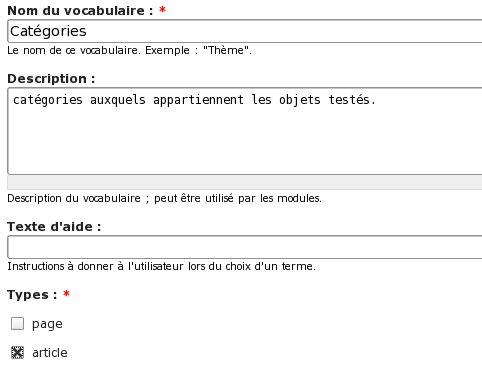 Nom du vocabulaire : *
Catégories
Le nom de ce vocabulaire. Exemple : "Thème".
Description :
catégories auxquels appartiennent les objets testés.
Description du vocabulaire ; peut être utilisé par les modules.
Texte d'aide :
Instructions à donner à l'utilisateur lors du choix d'un terme.
Types : *
page
article